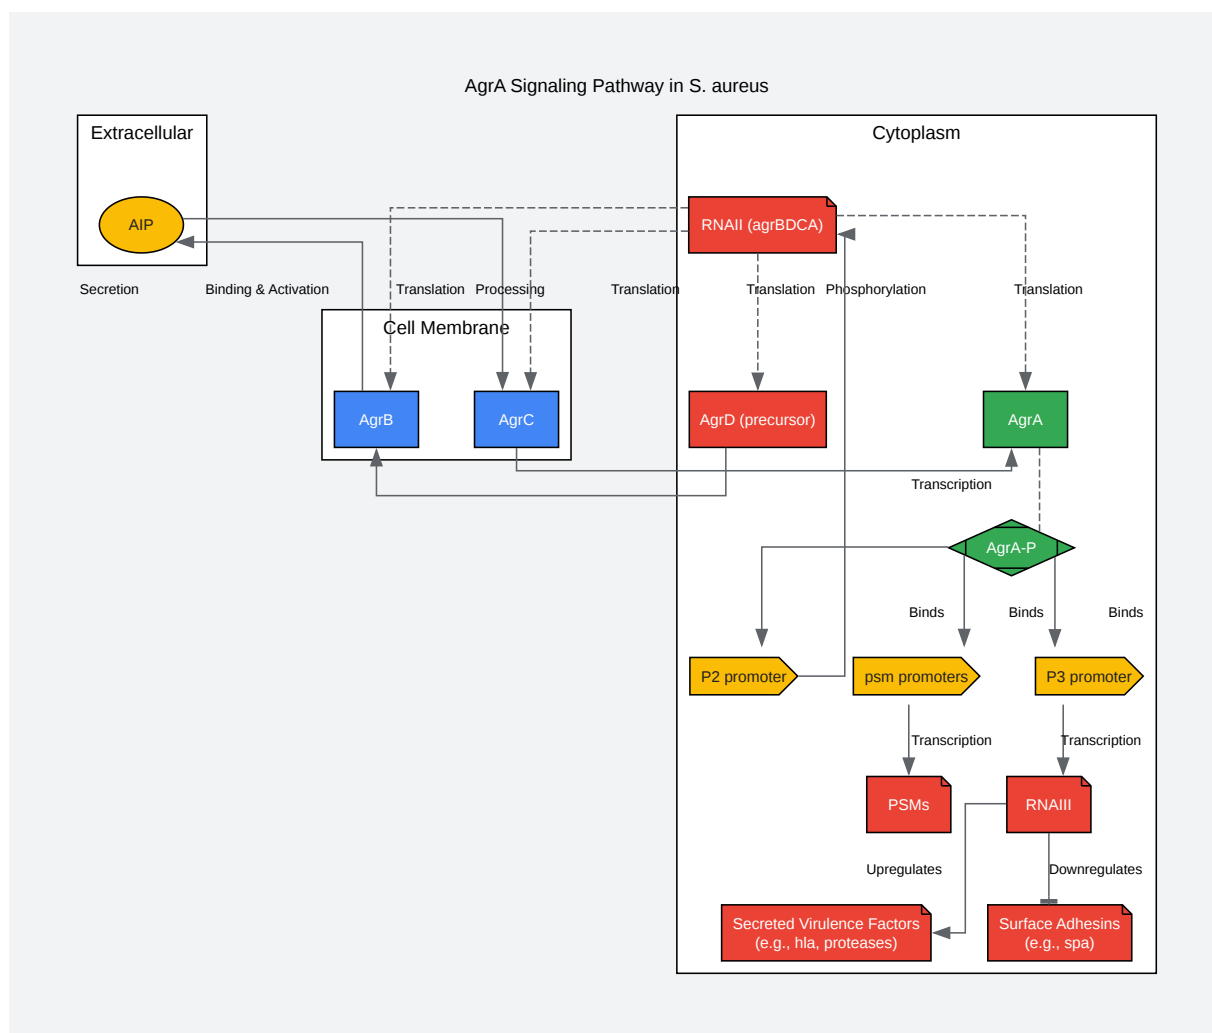 AgrA Signaling Pathway in S. aureus
Extracellular
Cytoplasm
AIP
RNAII (agrBDCA)
Secretion
Binding & Activation
Translation
Processing
Translation
Translation
Phosphorylation
Translation
Cell Membrane
AgrB
AgrC
AgrD (precursor)
AgrA
Transcription
AgrA-P
Binds
Binds
Binds
P2 promoter
psm promoters
P3 promoter
Transcription
Transcription
PSMs
RNAIII
Upregulates
Downregulates
Secreted Virulence Factors
(e.g., hla, proteases)
Surface Adhesins
(e.g., spa)